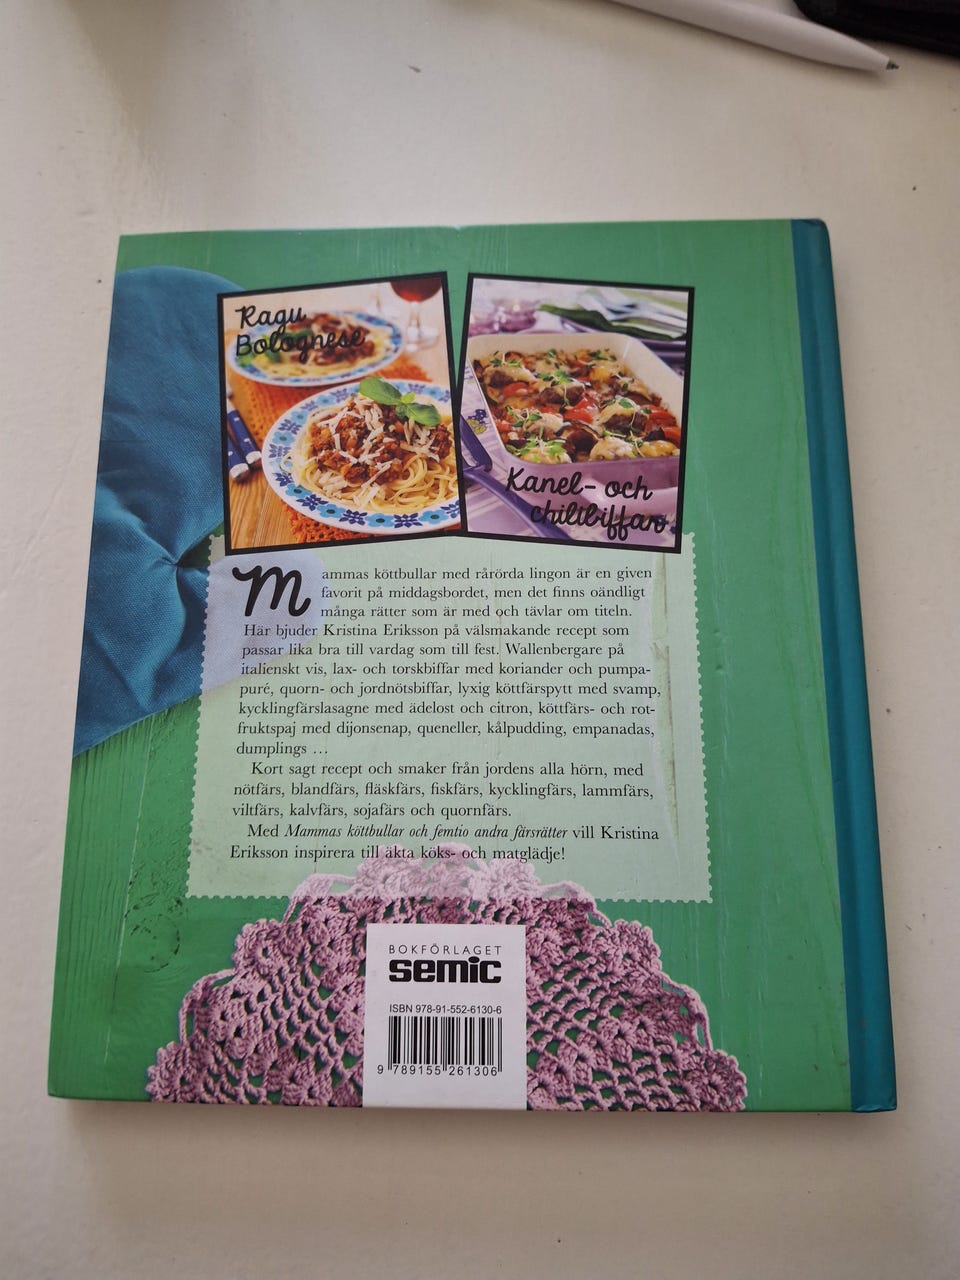 Ragu
Bolognese
Kanel- och
chilibiffar
Mammas köttbullar med rårörda lingon är en given
favorit på middagsbordet, men det finns oändligt
många rätter som är med och tävlar om titeln.
Här bjuder Kristina Eriksson på välsmakande recept som
passar lika bra till vardag som till fest. Wallenbergare på
italienskt vis, lax- och torskbiffar med koriander och pumpa-
puré, quorn- och jordnötsbiffar, lyxig köttfärspytt med svamp,
kycklingfärslasagne med ädelost och citron, köttfärs- och rot-
fruktspaj med dijonsenap, queneller, kålpudding, empanadas,
dumplings ...
Kort sagt recept och smaker från jordens alla hörn, med
nötfärs, blandfärs, fläskfärs, fiskfärs, kycklingfärs, lammfärs,
viltfärs, kalvfärs, sojafärs och quornfärs.
Med Mammas köttbullar och femtio andra färsrätter vill Kristina
Eriksson inspirera till äkta köks- och matglädje!
BOKFÖRLAGET
semic
ISBN 978-91-552-6130-6
9 789155 261306